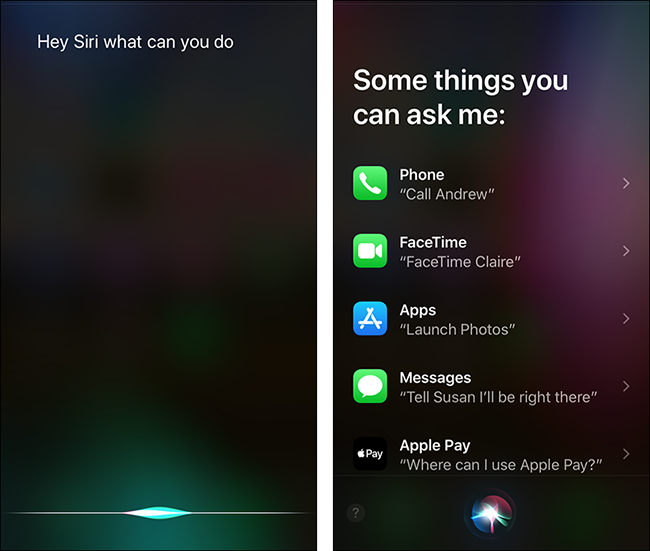 Hey Siri what can you do
Some things you
can ask me:
Phone
“Call Andrew”
FaceTime
“FaceTime Claire”
Apps
“Launch Photos”
Messages
“Tell Susan I’ll be right there”
Pay
Apple Pay
“Where can I use Apple Pay?”
?